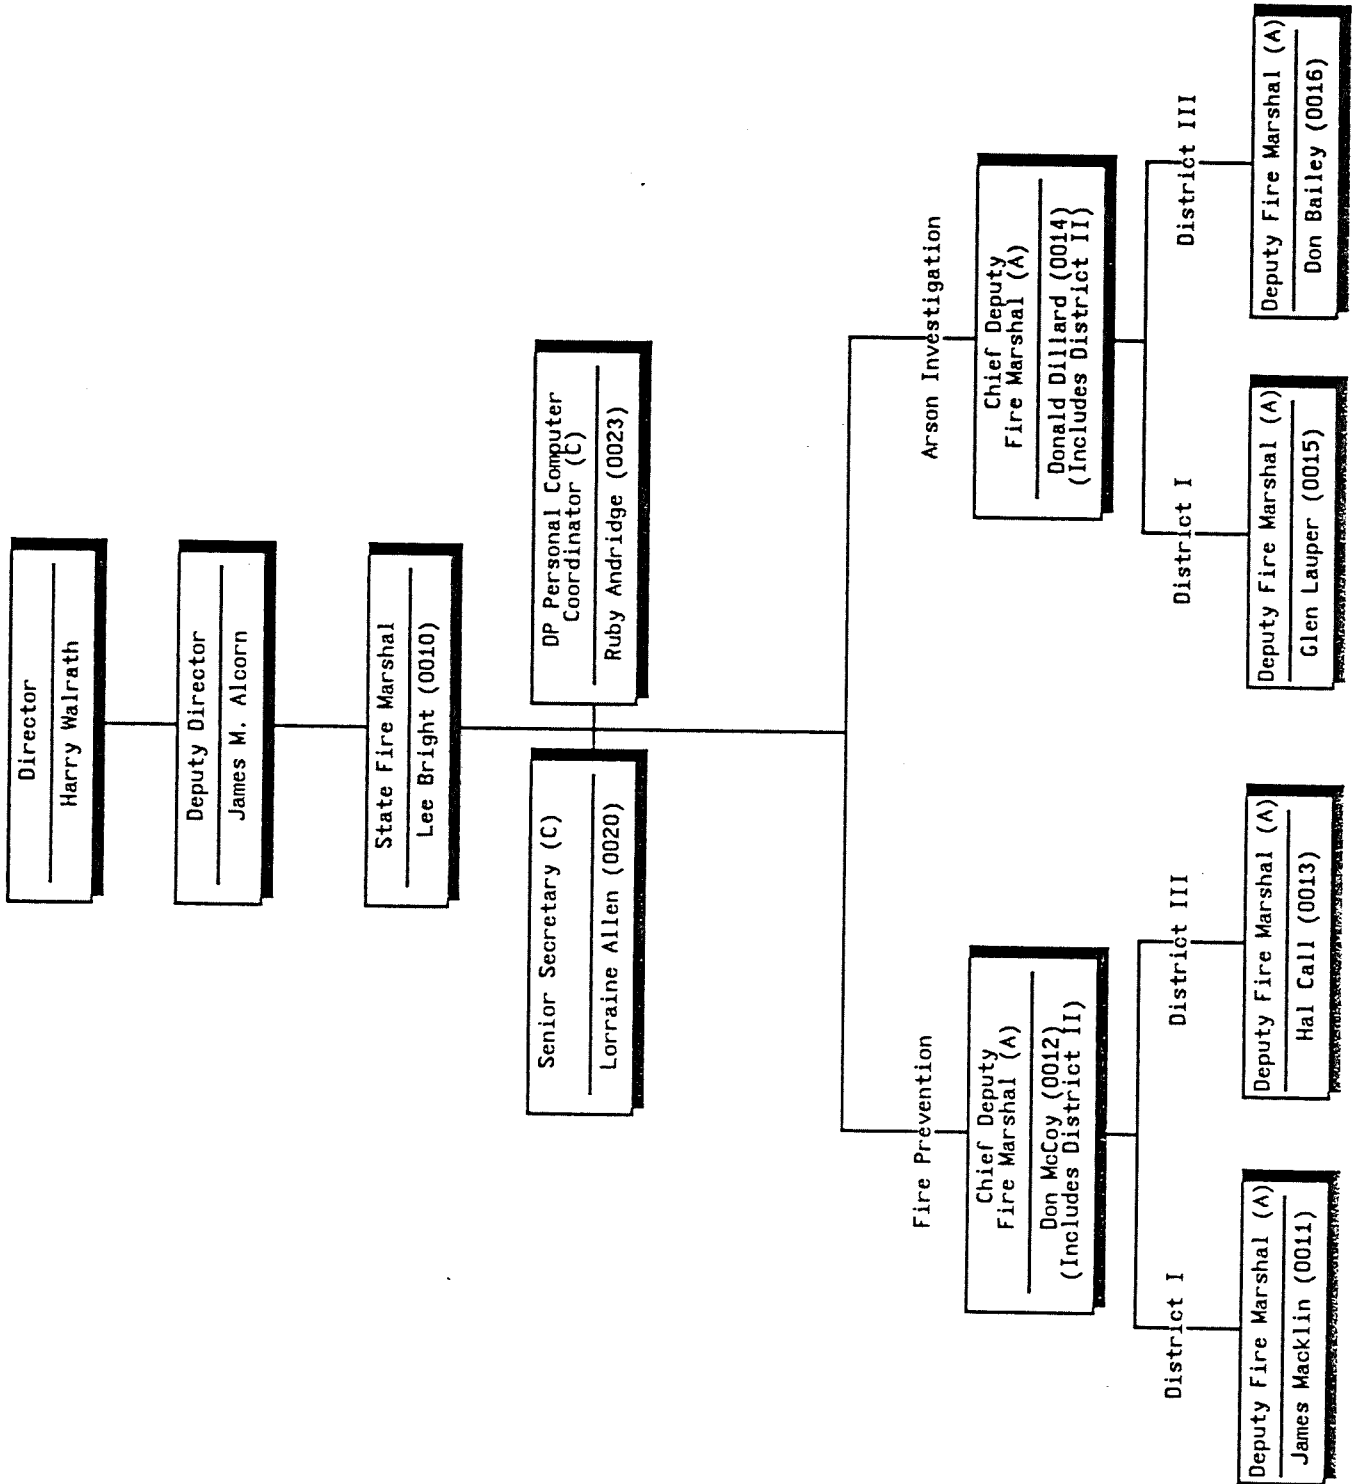 Director
Harry Walrath
Deputy Director
James M. Alcorn
State Fire Marshal
Lee Bright (0010)
Senior Secretary (C)
Lorraine Allen (0020)
DP Personal Computer
Coordinator (C)
Ruby Andridge (0023)
Fire Prevention
Arson Investigation
Chief Deputy
Fire Marshal (A)
Don McCoy (0012)
(Includes District II)
Chief Deputy
Fire Marshal (A)
Donald Dillard (0014)
(Includes District II)
District I
District III
District I
District III
Deputy Fire Marshal (A)
James Macklin (0011)
Deputy Fire Marshal (A)
Hal Call (0013)
Deputy Fire Marshal (A)
Glen Lauper (0015)
Deputy Fire Marshal (A)
Don Bailey (0016)